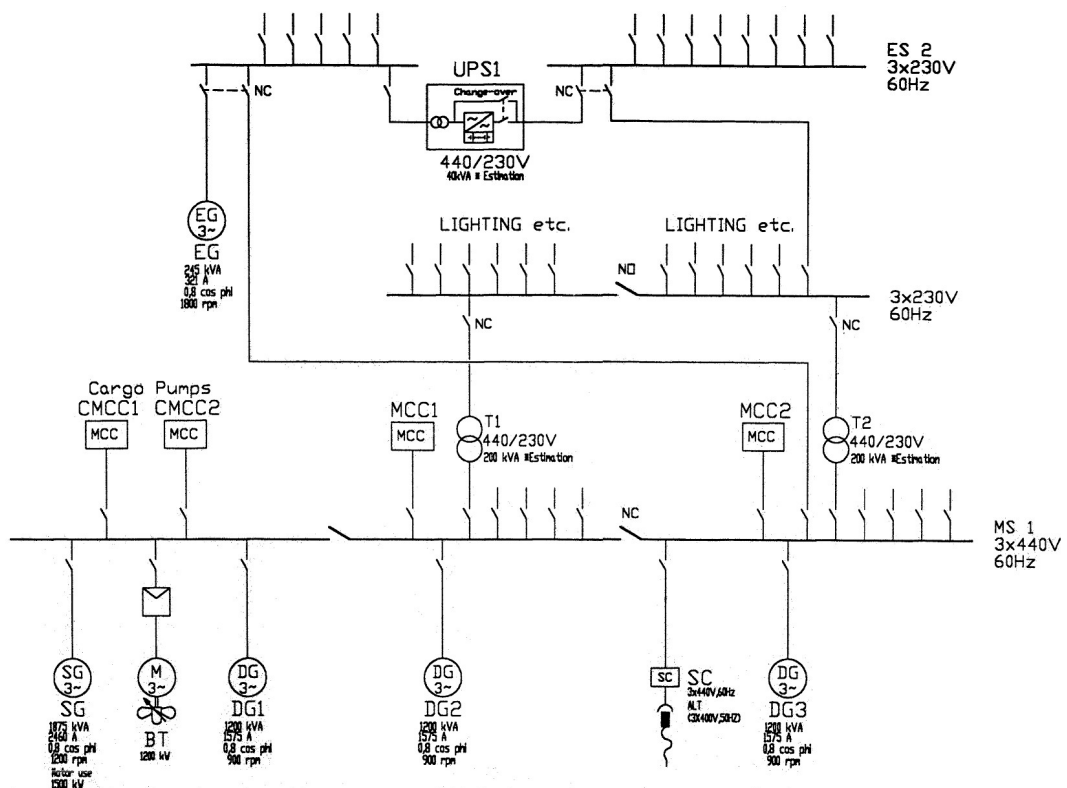 ES 2
3x230V
60Hz
UPS1
Change-over
NC
NC
440/230V
40kVA * Estimation
EG
3~
EG
245 kVA
321 A
0,8 cos phi
1800 rpm
LIGHTING etc.
LIGHTING etc.
NO
3x230V
60Hz
NC
NC
Cargo Pumps
CMCC1 CMCC2
MCC
MCC
MCC1
MCC
T1
440/230V
200 kVA *Estimation
MCC2
MCC
T2
440/230V
200 kVA *Estimation
NC
MS 1
3x440V
60Hz
SG
3~
SG
1875 kVA
2460 A
0,8 cos phi
1200 rpm
Motor use
1500 kW
M
3~
BT
1200 kW
DG
3~
DG1
1200 kVA
1575 A
0,8 cos phi
900 rpm
DG
3~
DG2
1200 kVA
1575 A
0,8 cos phi
900 rpm
SC
SC
3x440V,60Hz
ALT
(3X400V,50HZ)
DG
3~
DG3
1200 kVA
1575 A
0,8 cos phi
900 rpm